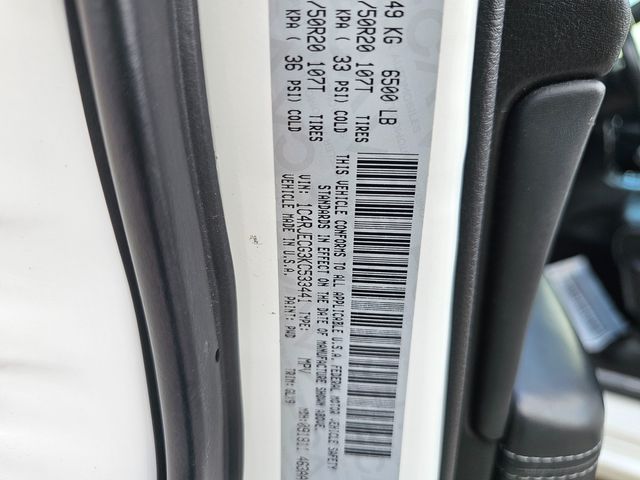 49 KG    6500 LB
/50R20 107T    TIRES
KPA ( 33 PSI) COLD
/50R20 107T    TIRES
KPA ( 36 PSI) COLD
THIS VEHICLE CONFORMS TO ALL APPLICABLE U.S.A. FEDERAL MOTOR VEHICLE SAFETY
STANDARDS IN EFFECT ON THE DATE OF MANUFACTURE SHOWN ABOVE.
VIN: 1C4RJECG3KC533441 TYPE: MPV
VEHICLE MADE IN U.S.A. PAINT: PWD TRIM: QLX9